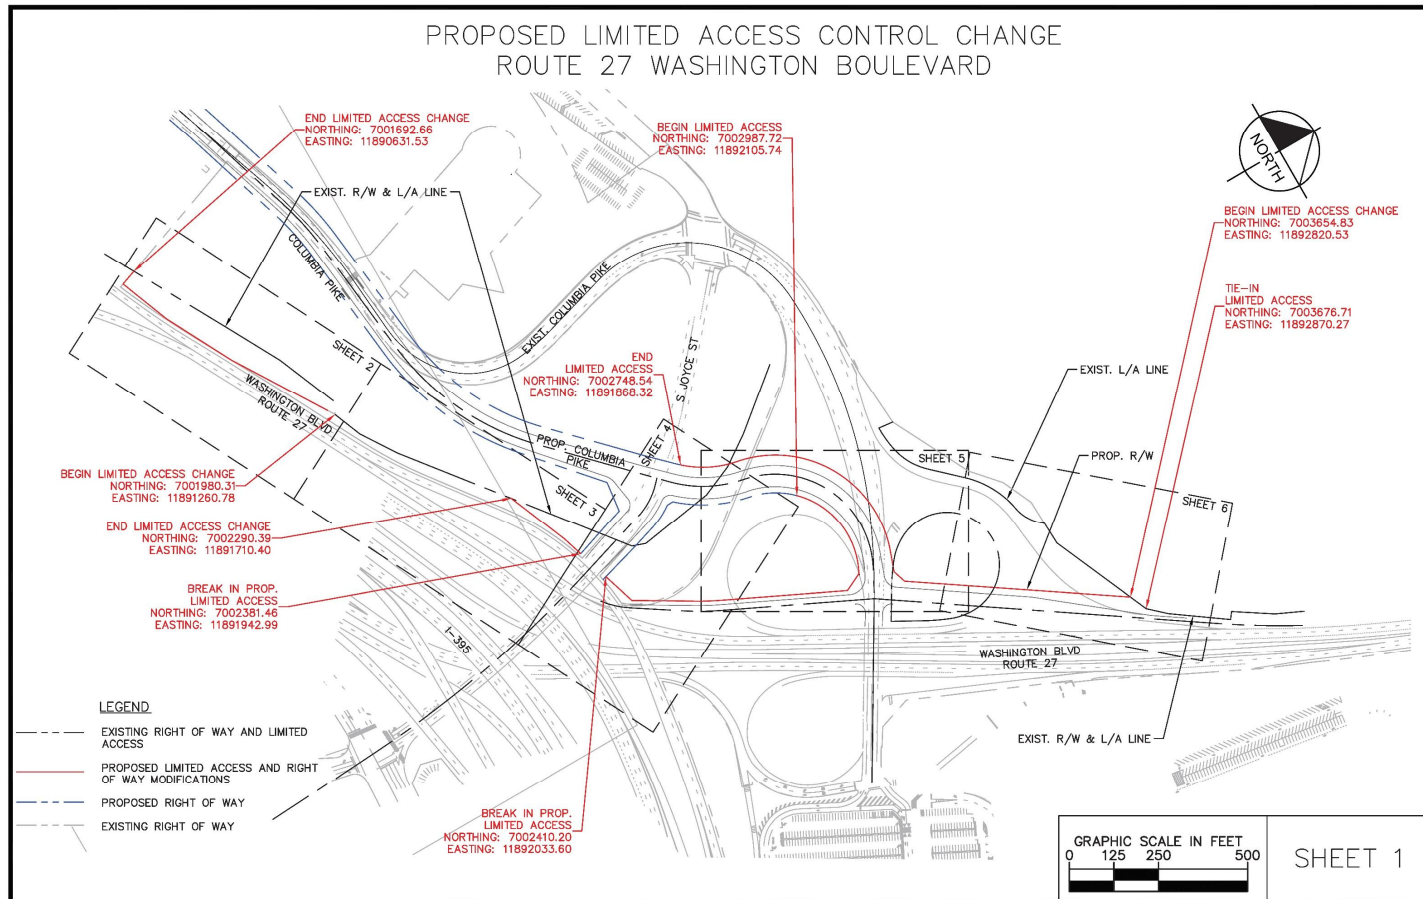 PROPOSED LIMITED ACCESS CONTROL CHANGE
ROUTE 27 WASHINGTON BOULEVARD
END LIMITED ACCESS CHANGE
NORTHING: 7001692.66
EASTING: 11890631.53
BEGIN LIMITED ACCESS
NORTHING: 7002987.72
EASTING: 11892105.74
NORTH
EXIST. R/W & L/A LINE
BEGIN LIMITED ACCESS CHANGE
NORTHING: 7003654.83
EASTING: 11892820.53
COLUMBIA PIKE
EXIST. COLUMBIA PIKE
TIE-IN
LIMITED ACCESS
NORTHING: 7003676.71
EASTING: 11892870.27
SHEET 2
S JOYCE ST
END
LIMITED ACCESS
NORTHING: 7002748.54
EASTING: 11891868.32
EXIST. L/A LINE
WASHINGTON BLVD
ROUTE 27
PROP. COLUMBIA
PIKE
SHEET 4
SHEET 5
PROP. R/W
BEGIN LIMITED ACCESS CHANGE
NORTHING: 7001980.31
EASTING: 11891260.78
SHEET 3
SHEET 6
END LIMITED ACCESS CHANGE
NORTHING: 7002290.39
EASTING: 11891710.40
BREAK IN PROP.
LIMITED ACCESS
NORTHING: 7002381.46
EASTING: 11891942.99
I-395
WASHINGTON BLVD
ROUTE 27
EXIST. R/W & L/A LINE
LEGEND
EXISTING RIGHT OF WAY AND LIMITED
ACCESS
PROPOSED LIMITED ACCESS AND RIGHT
OF WAY MODIFICATIONS
PROPOSED RIGHT OF WAY
EXISTING RIGHT OF WAY
BREAK IN PROP.
LIMITED ACCESS
NORTHING: 7002410.20
EASTING: 11892033.60
GRAPHIC SCALE IN FEET
0 125 250 500
SHEET 1